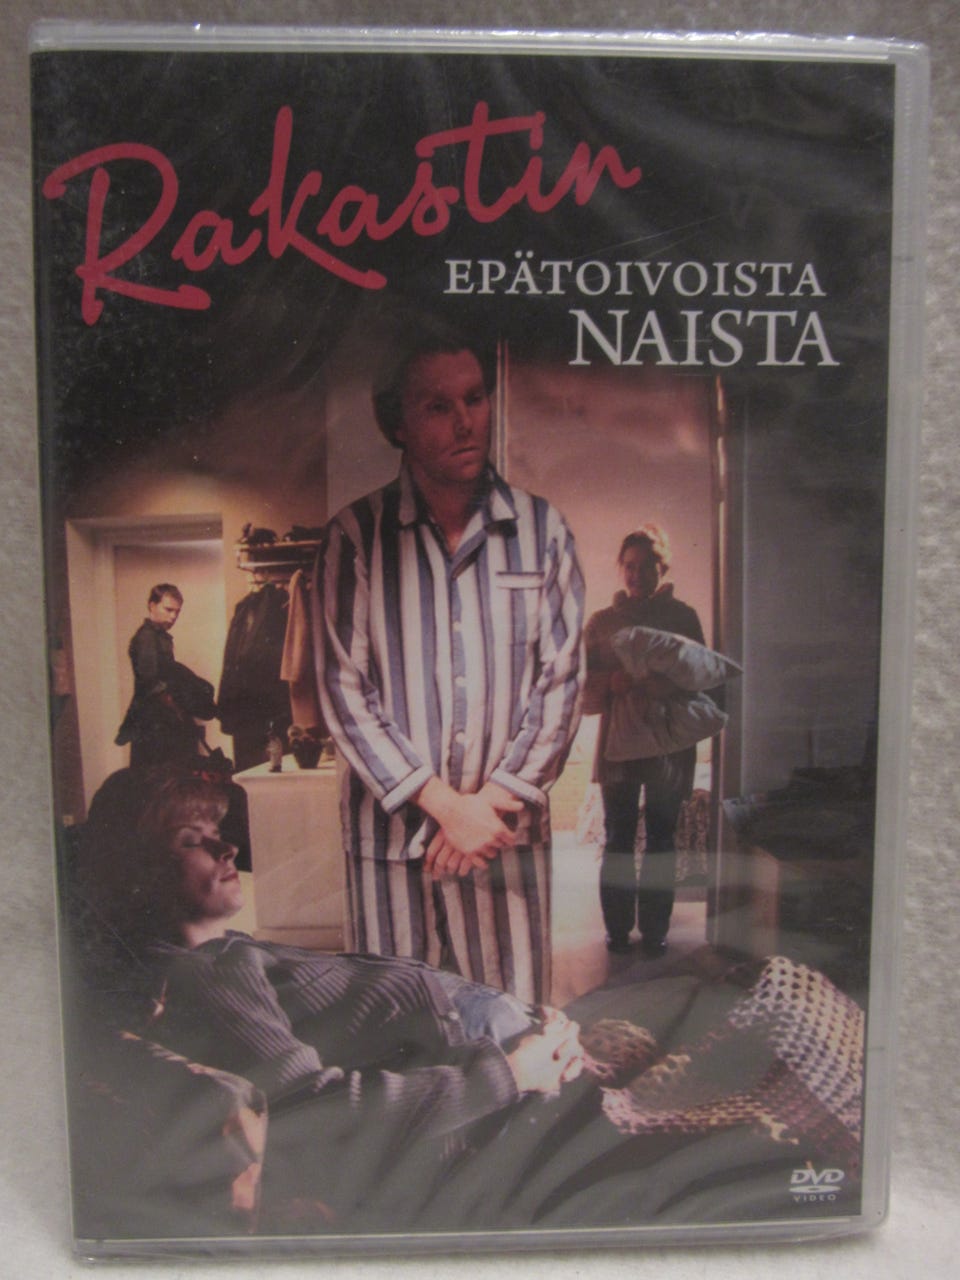 Rakastin
EPÄTOIVOISTA
NAISTA
DVD
VIDEO